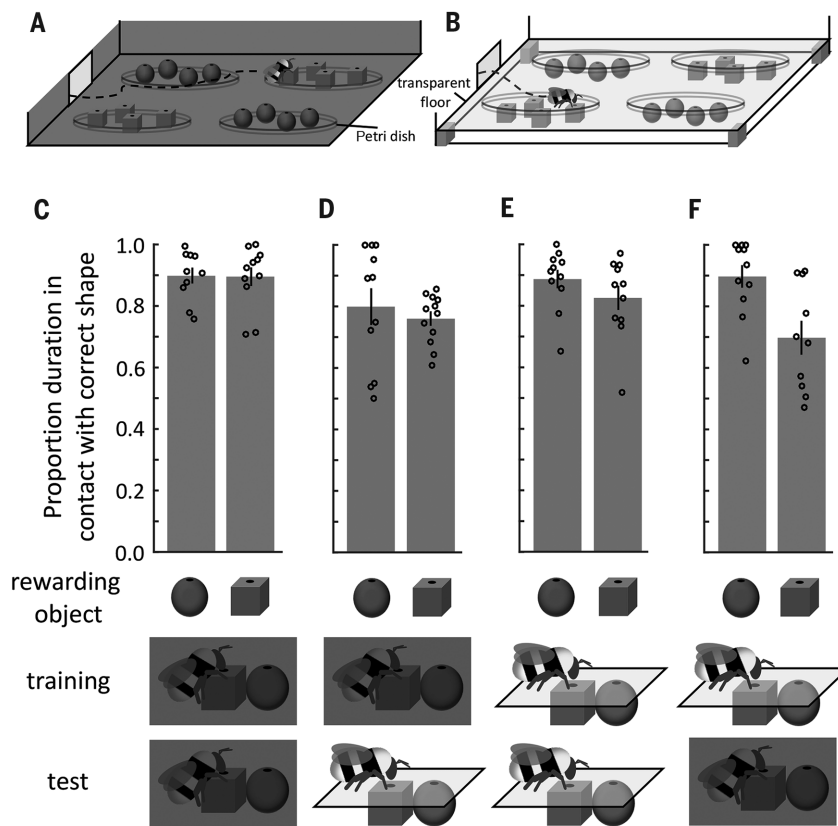 A
B
transparent
floor
Petri dish
C
D
E
F
Proportion duration in
contact with correct shape
1.0
0.8
0.6
0.4
0.2
0.0
rewarding
object
training
test